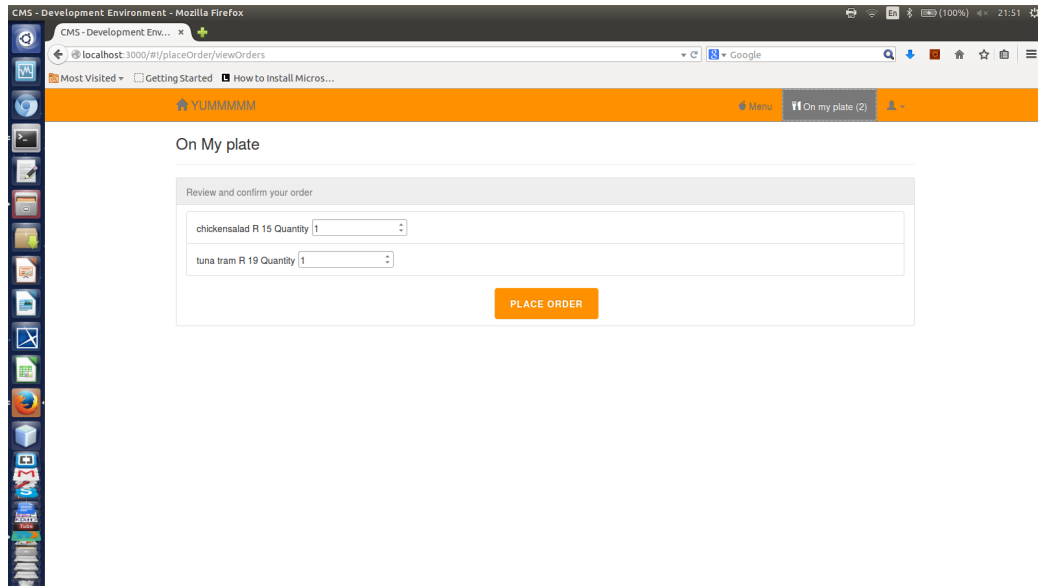 CMS - Development Environment - Mozilla Firefox
En (100%) 21:51
CMS - Development Env... ×
localhost:3000/#!/placeOrder/viewOrders
Google
Most Visited Getting Started How to Install Micros...
YUMMMMM
Menu
On my plate (2)
On My plate
Review and confirm your order
chickensalad R 15 Quantity 1
tuna tram R 19 Quantity 1
PLACE ORDER